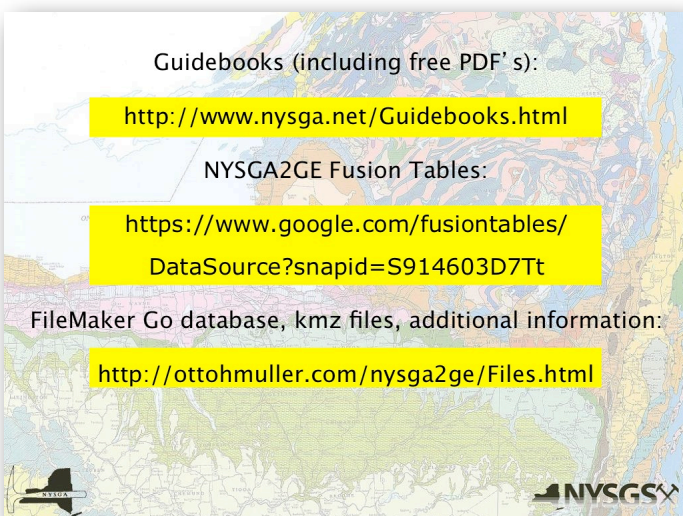 Guidebooks (including free PDF's):
http://www.nysga.net/Guidebooks.html
NYSGA2GE Fusion Tables:
https://www.google.com/fusiontables/
DataSource?snapid=S914603D7Tt
FileMaker Go database, kmz files, additional information:
http://ottohmuller.com/nysga2ge/Files.html
NYSGA
NYSGS